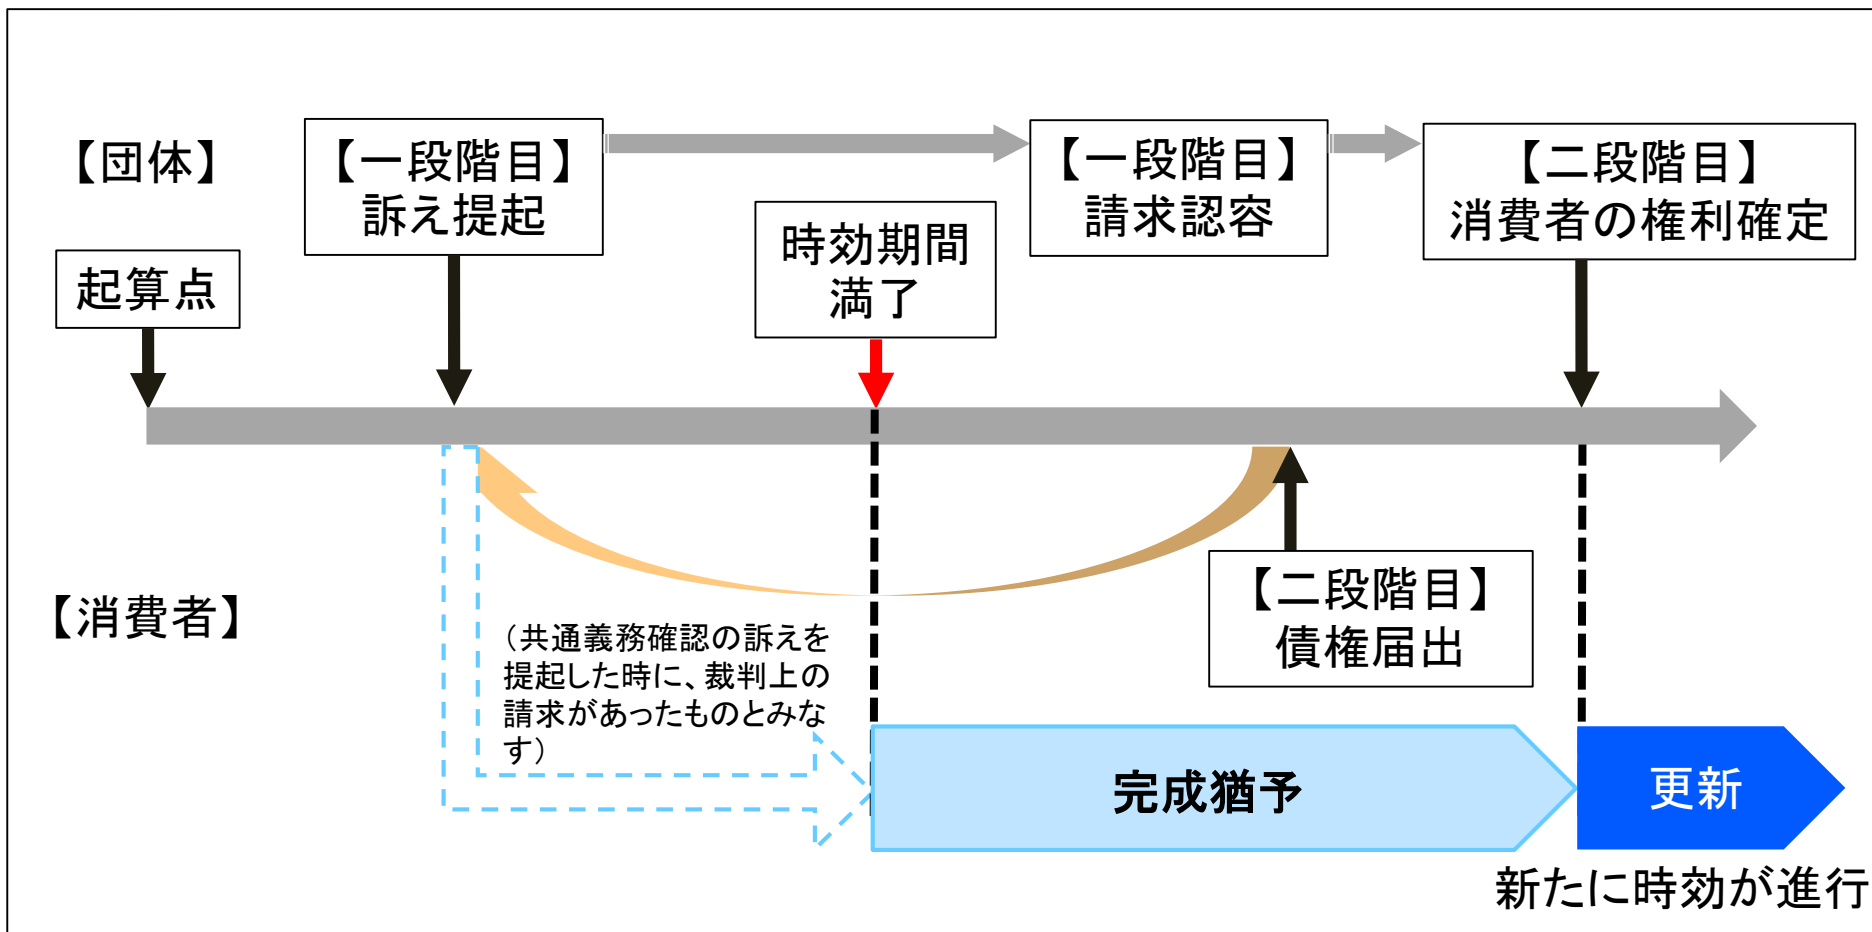 【団体】
【一段階目】
訴え提起
【一段階目】
請求認容
【二段階目】
消費者の権利確定
起算点
時効期間
満了
【消費者】
（共通義務確認の訴えを
提起した時に、裁判上の
請求があったものとみな
す）
【二段階目】
債権届出
完成猶予
更新
新たに時効が進行